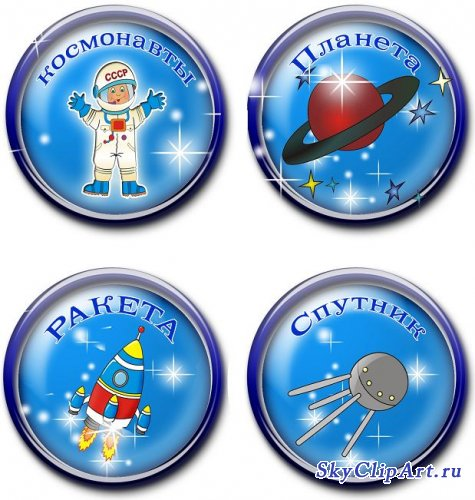 космонавты
Планета
СССР
РАКЕТА
Спутник
SkyClipArt.ru